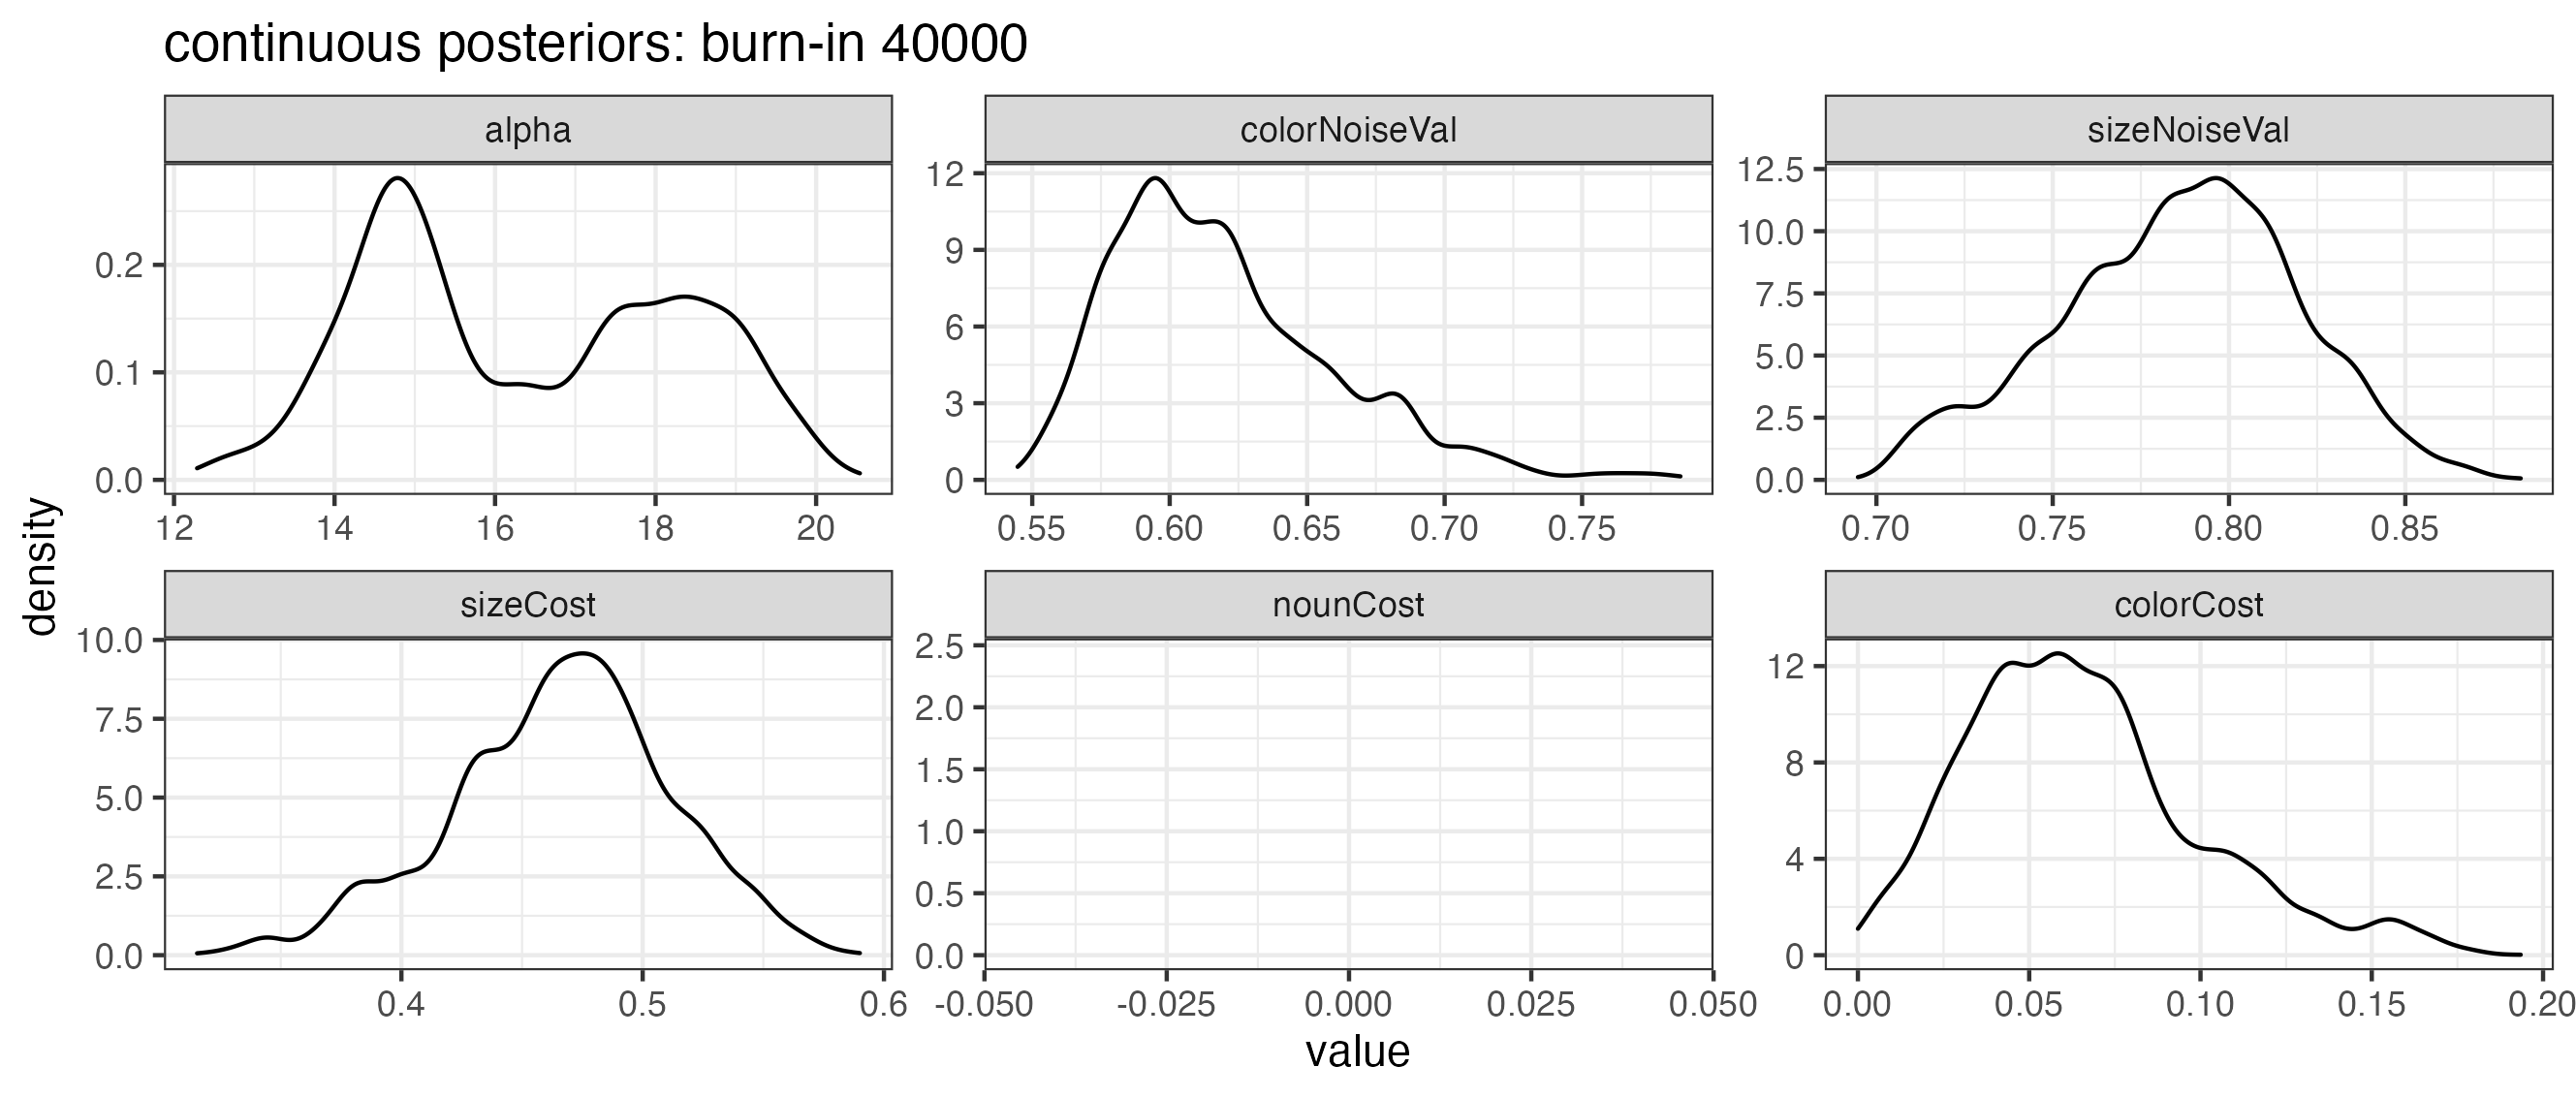 continuous posteriors: burn-in 40000
alpha
colorNoiseVal
sizeNoiseVal
0.2
0.1
0.0
12 14 16 18 20
12
9
6
3
0
0.55 0.60 0.65 0.70 0.75
12.5
10.0
7.5
5.0
2.5
0.0
0.70 0.75 0.80 0.85
density
sizeCost
nounCost
colorCost
10.0
7.5
5.0
2.5
0.0
0.4 0.5 0.6
2.5
2.0
1.5
1.0
0.5
0.0
-0.050 -0.025 0.000 0.025 0.050
12
8
4
0
0.00 0.05 0.10 0.15 0.20
value